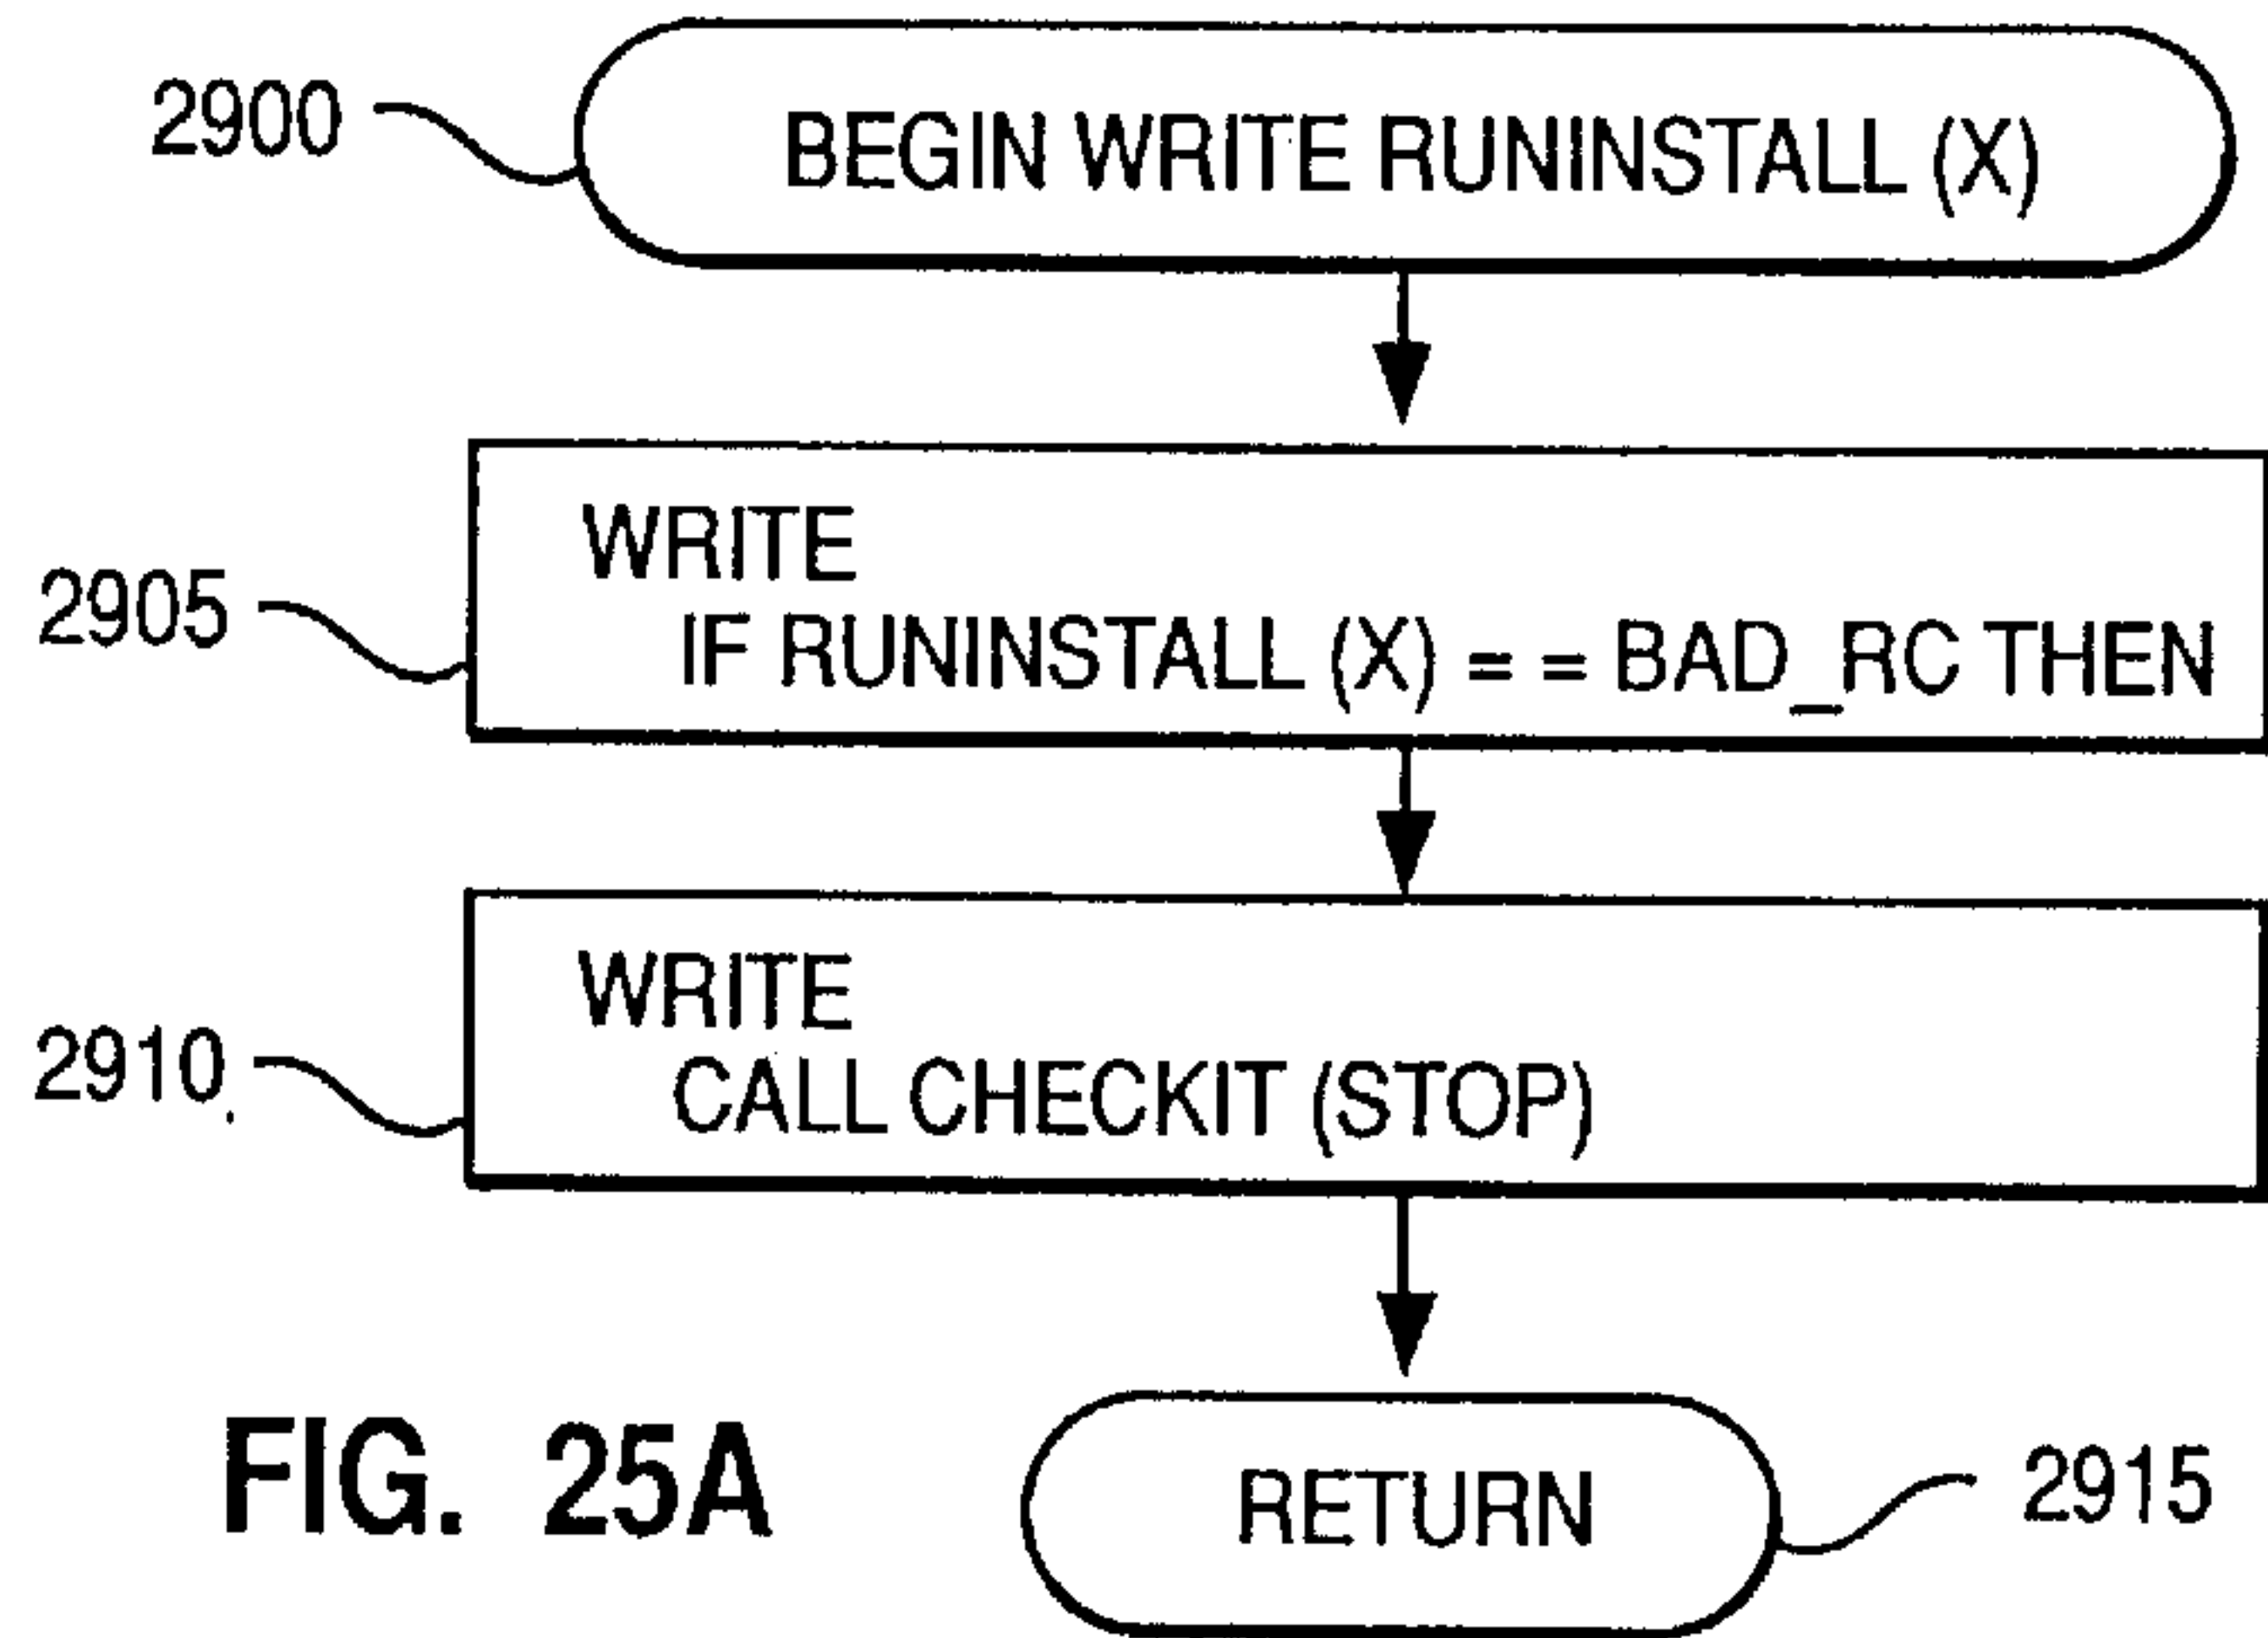 2900
BEGIN WRITE RUNINSTALL (X)
WRITE
2905
IF RUNINSTALL (X) = = BAD_RC THEN
WRITE
2910
CALL CHECKIT (STOP)
FIG. 25A
RETURN
2915